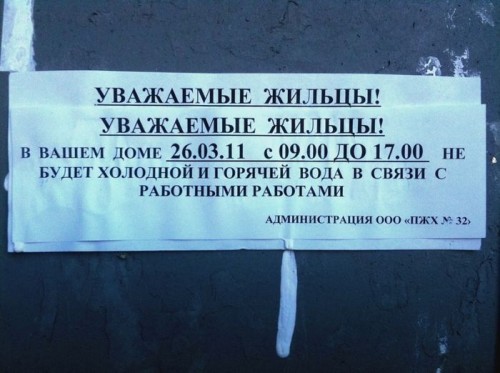 УВАЖАЕМЫЕ ЖИЛЬЦЫ!
УВАЖАЕМЫЕ ЖИЛЬЦЫ!
В ВАШЕМ ДОМЕ 26.03.11 с 09.00 ДО 17.00 НЕ
БУДЕТ ХОЛОДНОЙ И ГОРЯЧЕЙ ВОДА В СВЯЗИ С
РАБОТНЫМИ РАБОТАМИ
АДМИНИСТРАЦИЯ ООО «ПЖХ № 32»